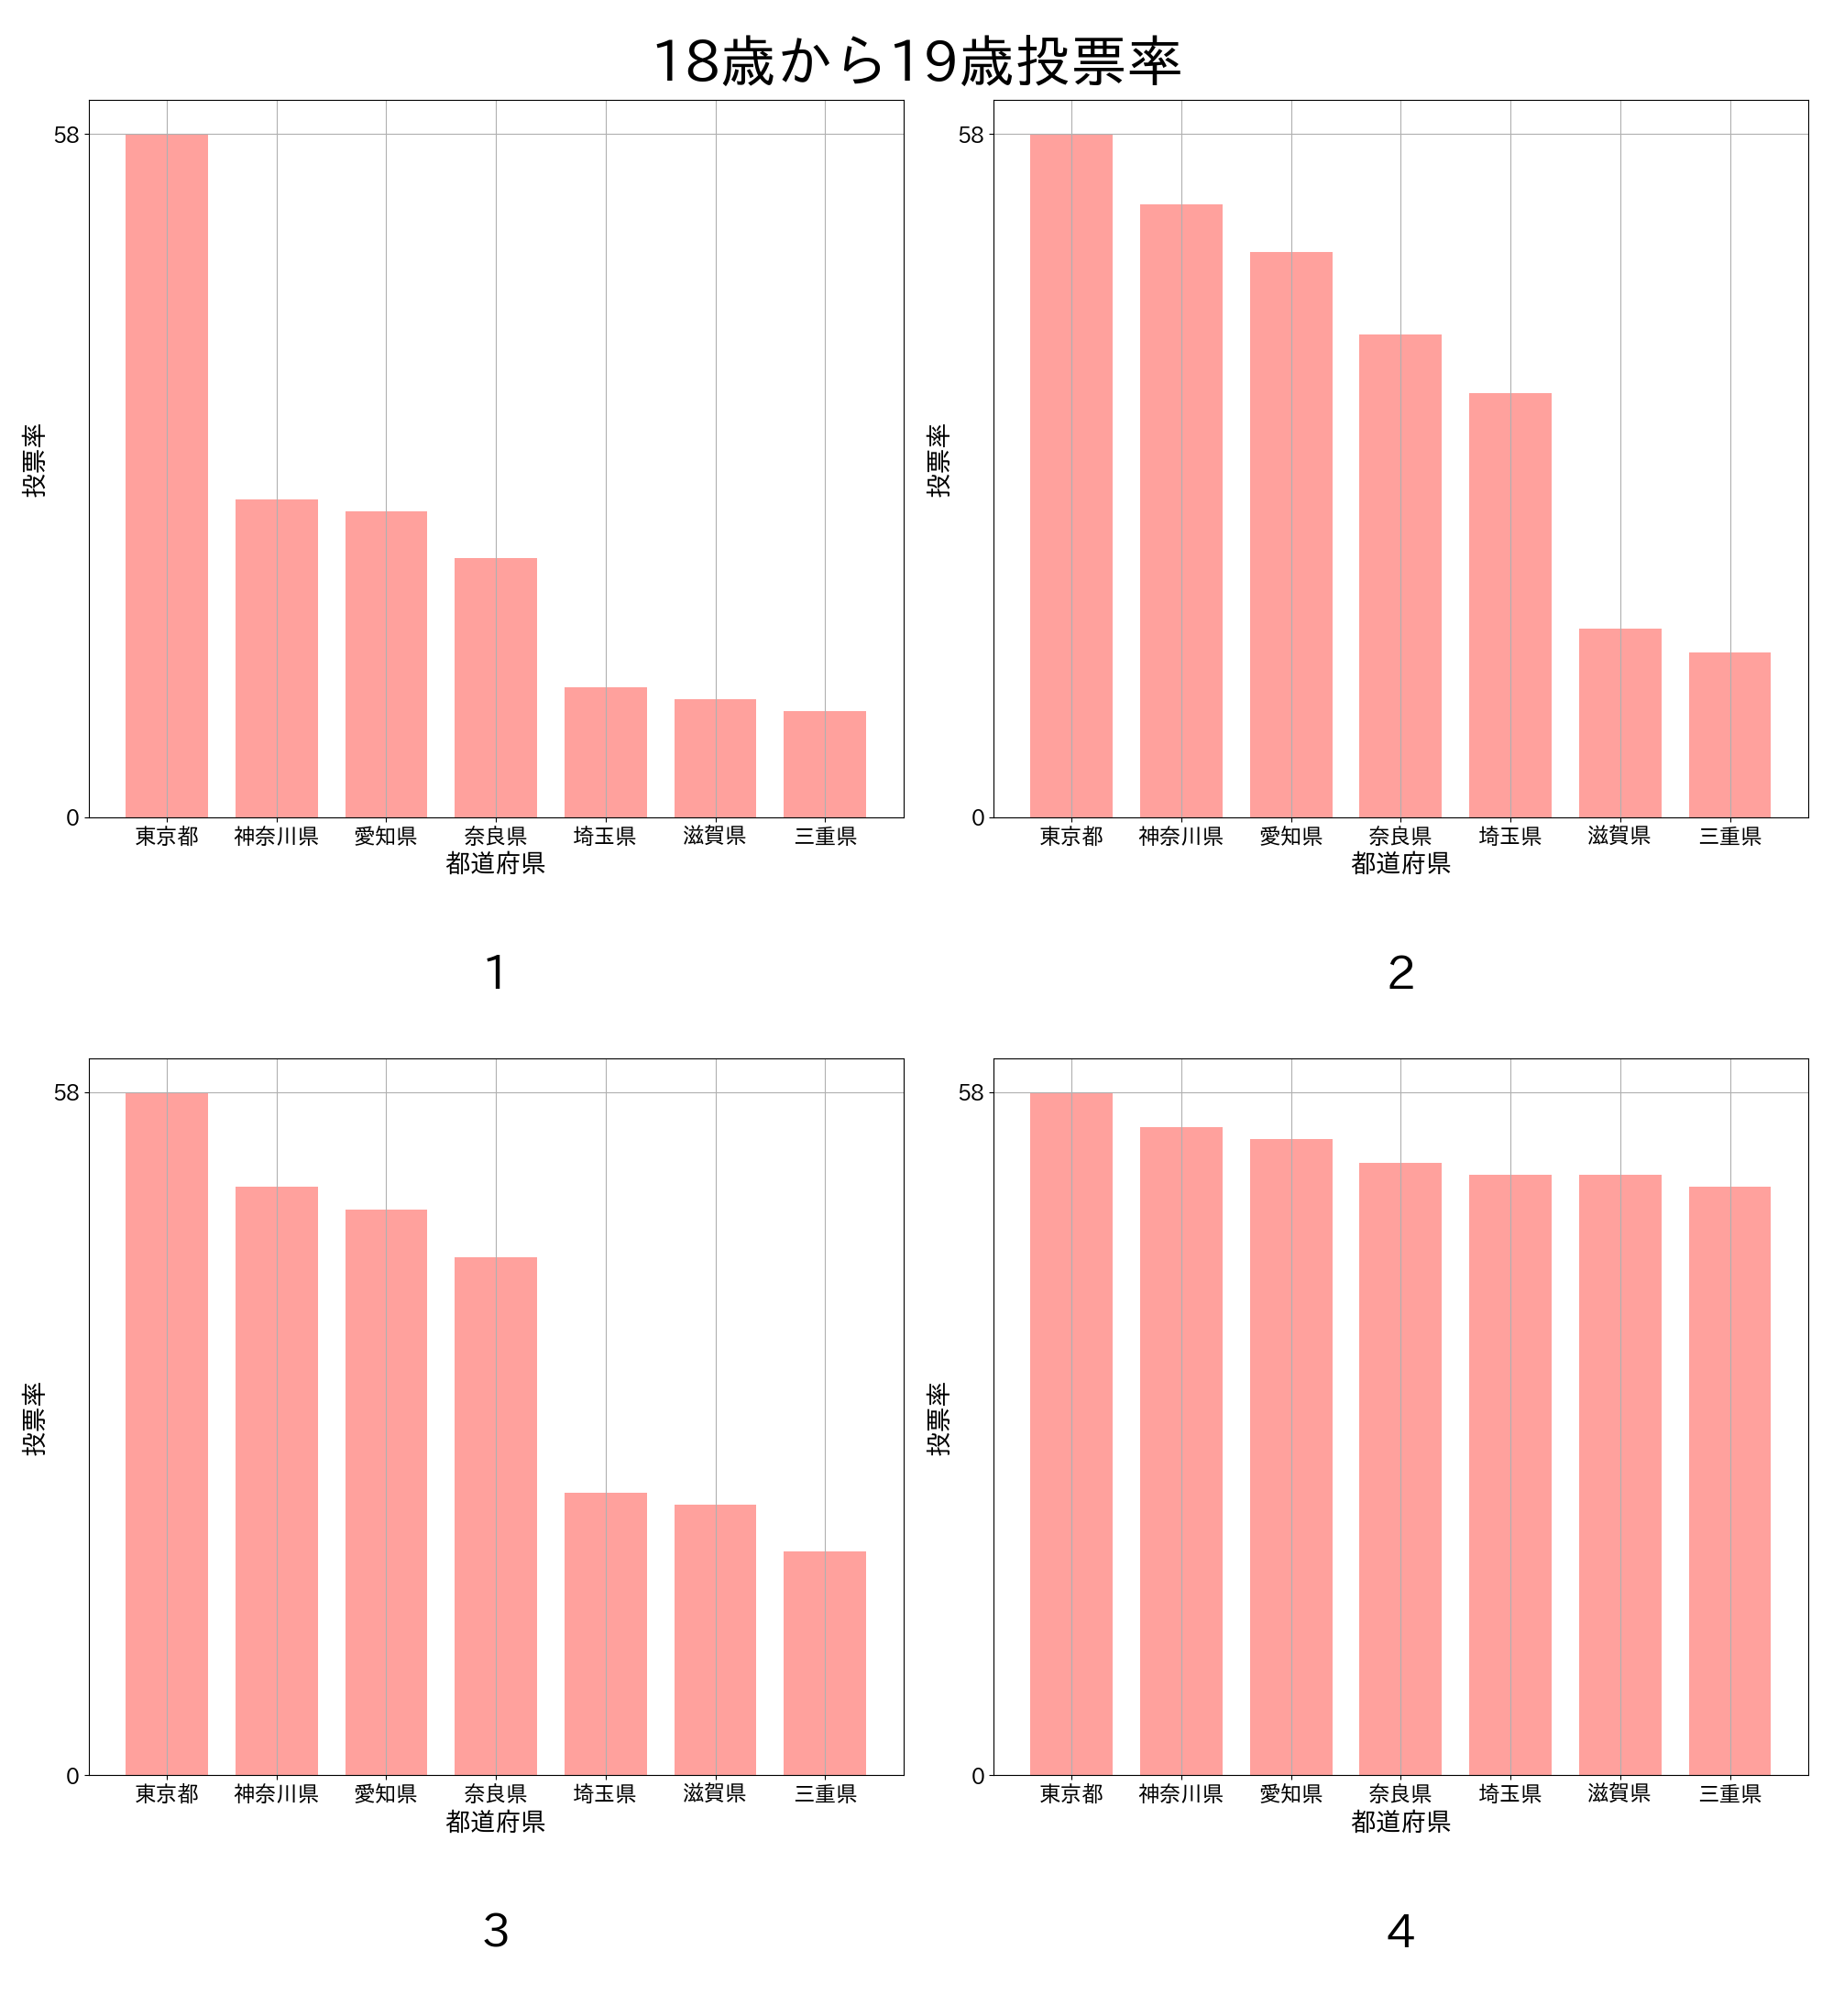 18歳から19歳投票率
58
0
投票率
東京都 神奈川県 愛知県 奈良県 埼玉県 滋賀県 三重県
都道府県
1
58
0
投票率
東京都 神奈川県 愛知県 奈良県 埼玉県 滋賀県 三重県
都道府県
2
58
0
投票率
東京都 神奈川県 愛知県 奈良県 埼玉県 滋賀県 三重県
都道府県
3
58
0
投票率
東京都 神奈川県 愛知県 奈良県 埼玉県 滋賀県 三重県
都道府県
4